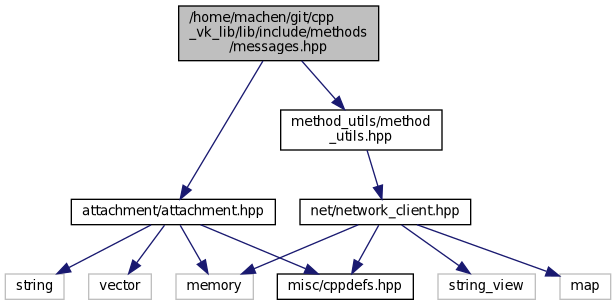 /home/machen/git/cpp
_vk_lib/lib/include/methods
/messages.hpp
method_utils/method
_utils.hpp
attachment/attachment.hpp
net/network_client.hpp
string
vector
memory
misc/cppdefs.hpp
string_view
map